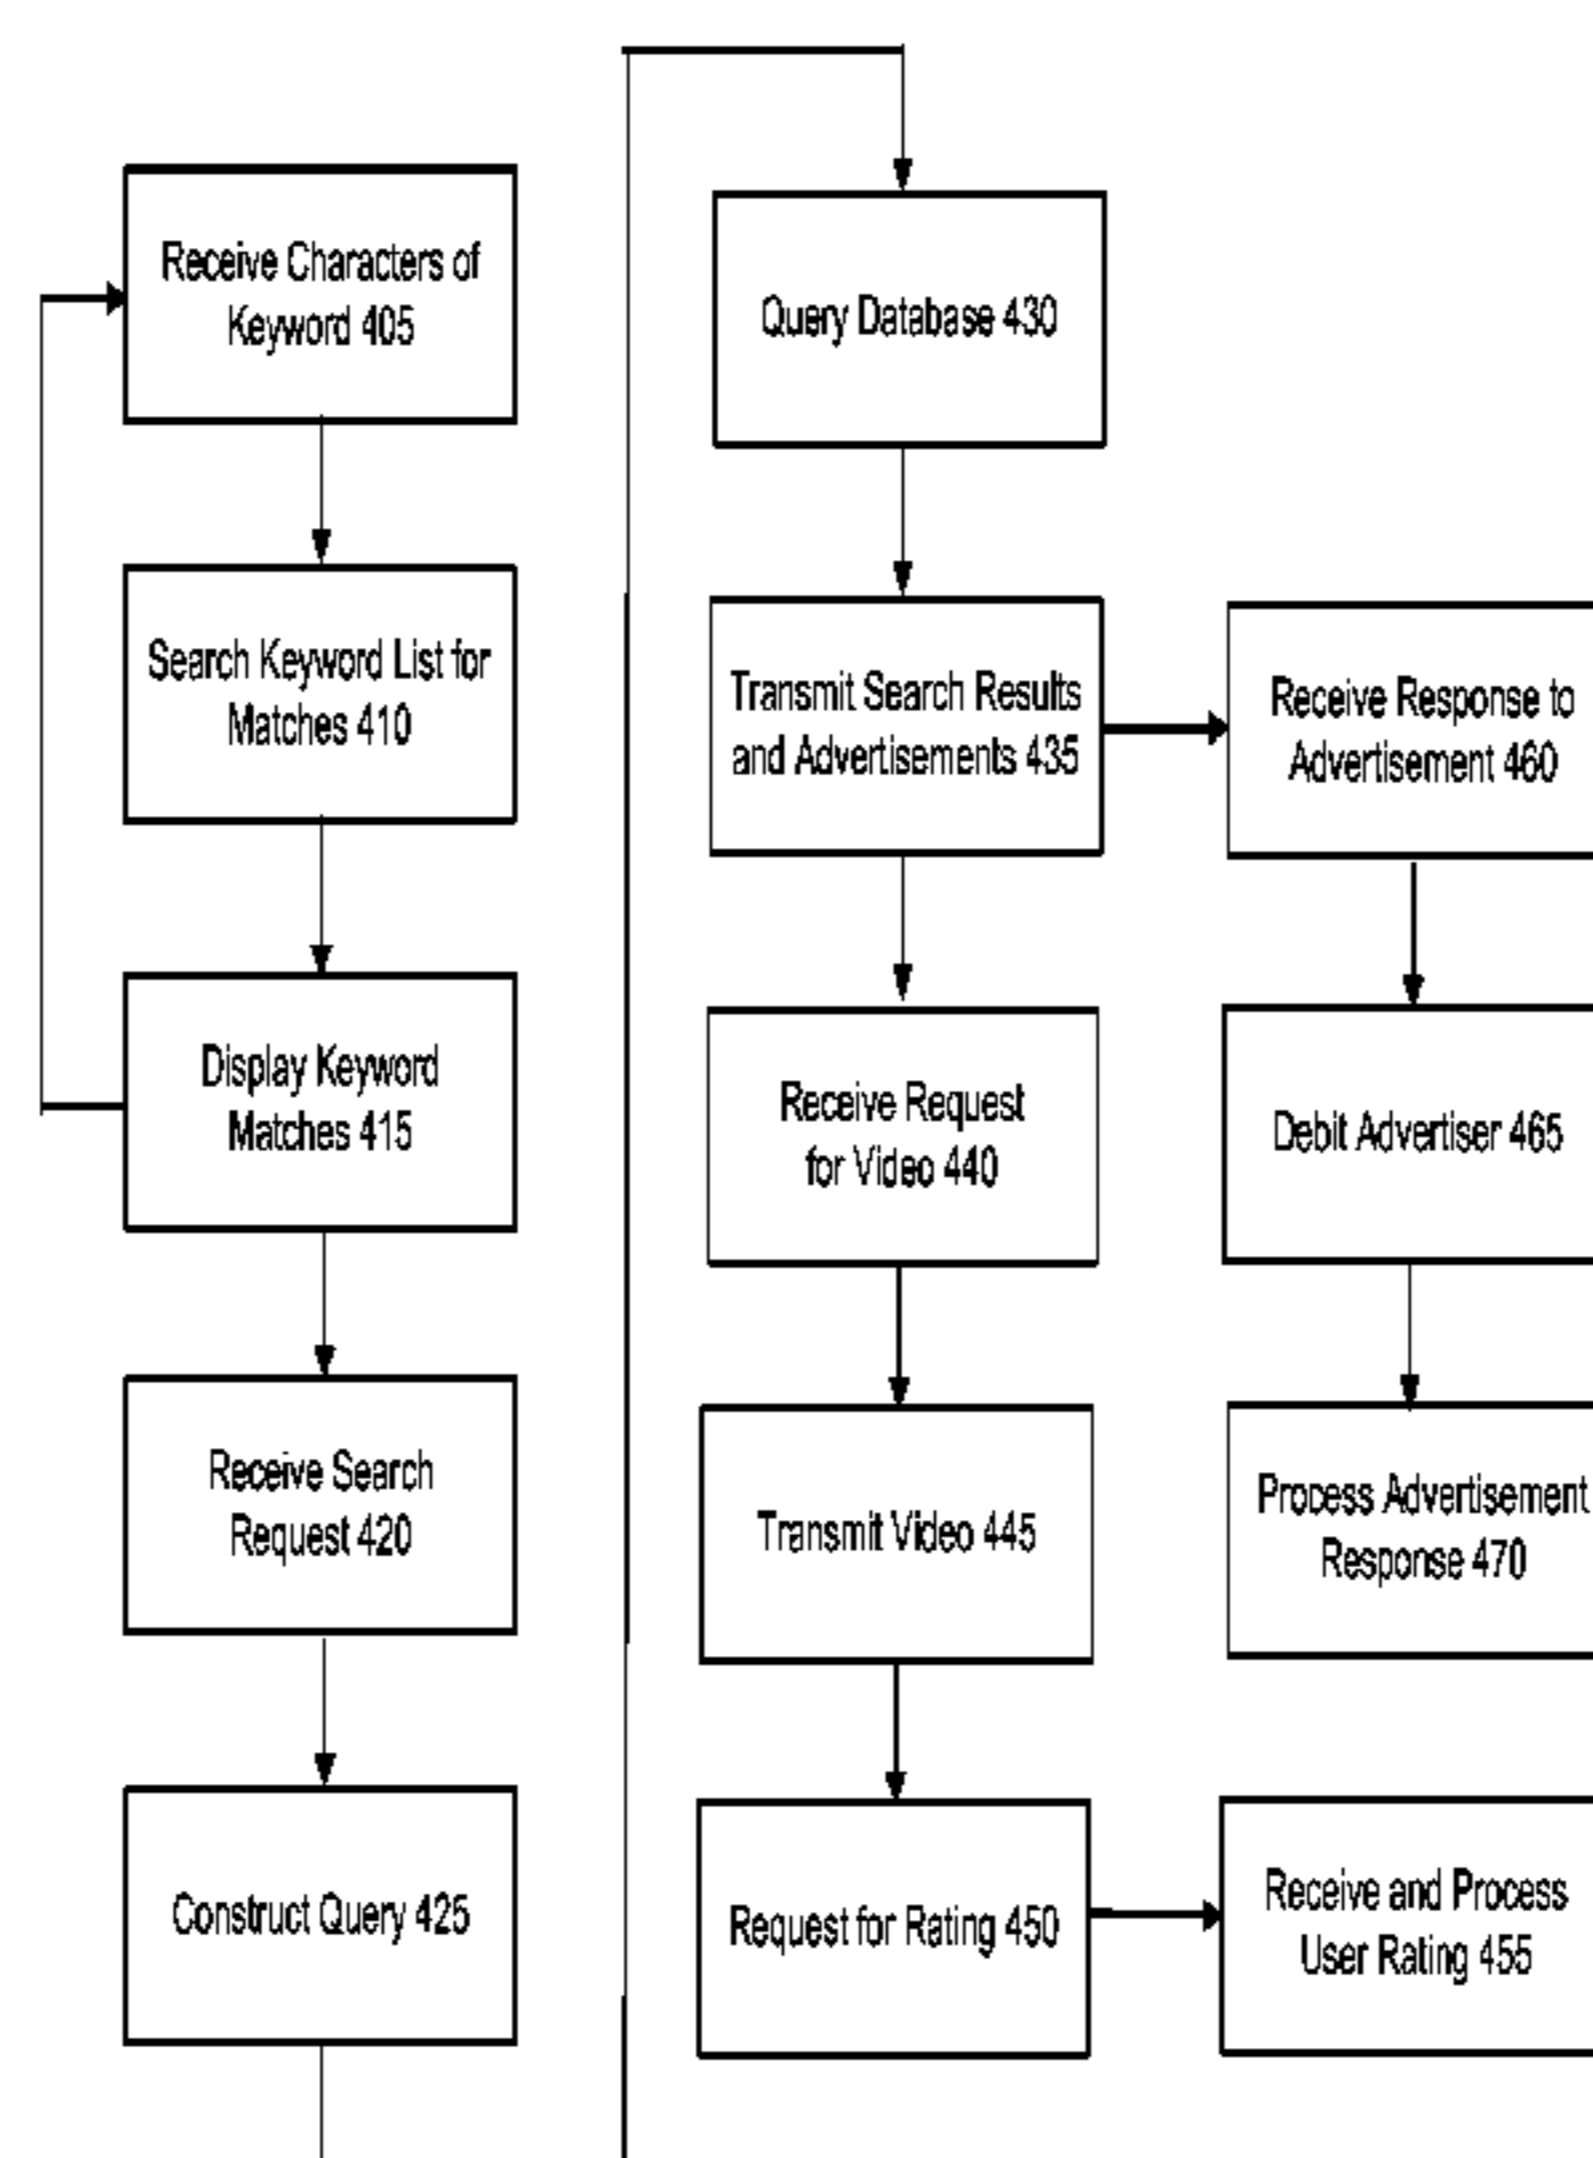 Receive Characters of
Keyword 405
Search Keyword List for
Matches 410
Display Keyword
Matches 415
Receive Search
Request 420
Construct Query 425
Query Database 430
Transmit Search Results
and Advertisements 435
Receive Request
for Video 440
Transmit Video 445
Request for Rating 450
Receive Response to
Advertisement 460
Debit Advertiser 465
Process Advertisement
Response 470
Receive and Process
User Rating 455